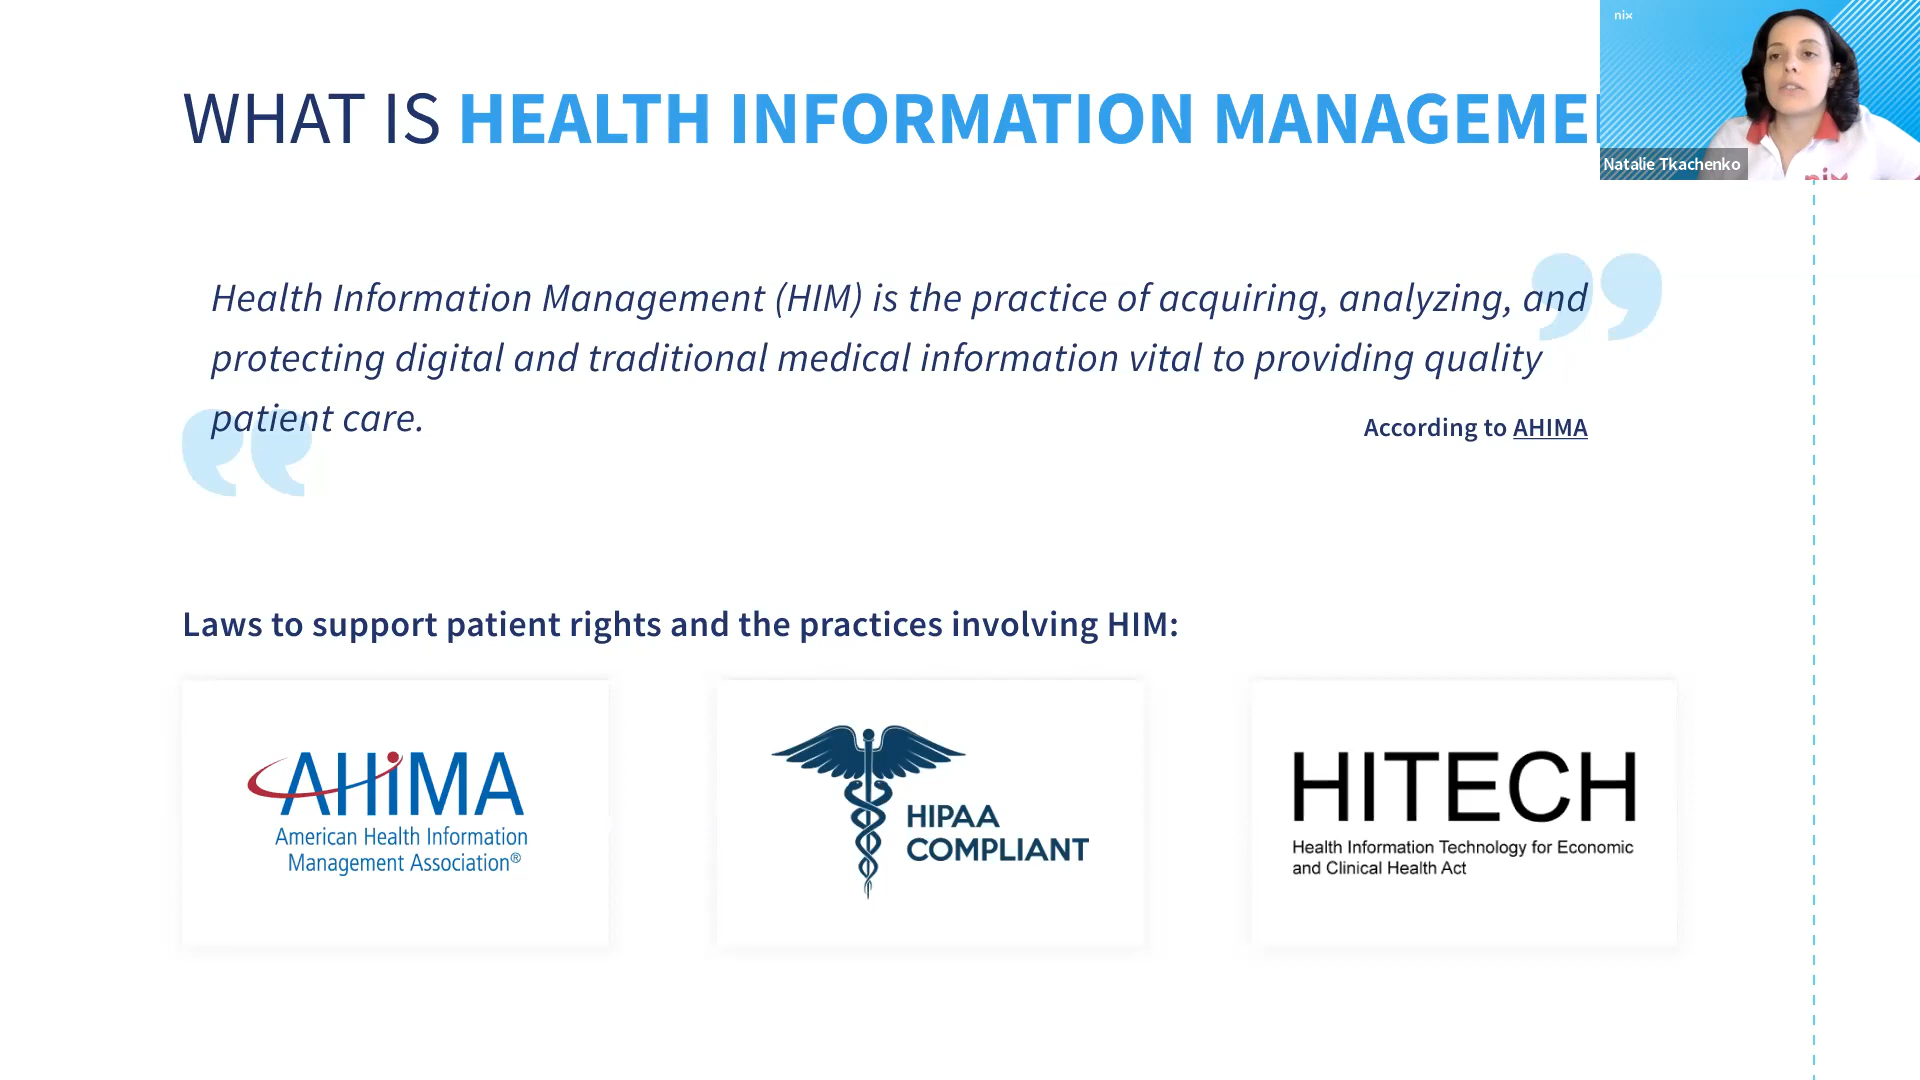 WHAT IS HEALTH INFORMATION MANAGEME
nix
Natalie Tkachenko
nix
Health Information Management (HIM) is the practice of acquiring, analyzing, and
protecting digital and traditional medical information vital to providing quality
patient care.
According to AHIMA
Laws to support patient rights and the practices involving HIM:
AHiMA
American Health Information
Management Association®
HIPAA
COMPLIANT
HITECH
Health Information Technology for Economic
and Clinical Health Act